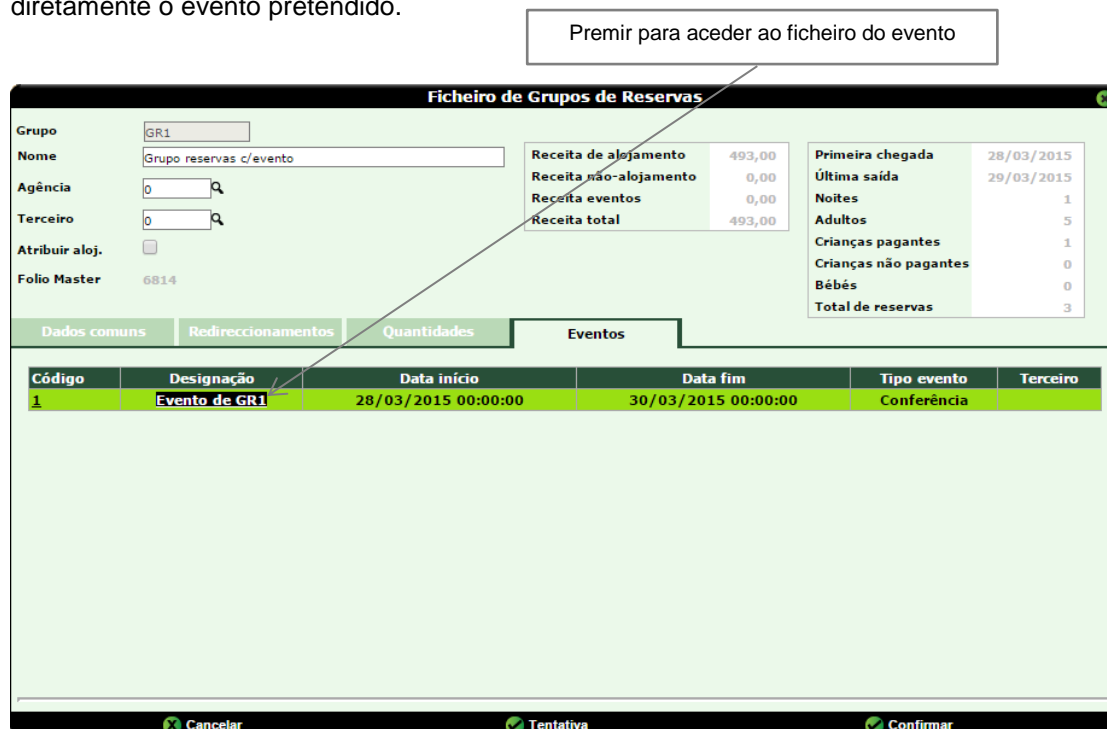 diretamente o evento pretendido.
Premir para aceder ao ficheiro do evento
Ficheiro de Grupos de Reservas
Grupo GR1
Nome Grupo reservas c/evento
Agência 0
Terceiro 0
Atribuir aloj.
Folio Master 6814
Receita de alojamento 493,00
Receita não-alojamento 0,00
Receita eventos 0,00
Receita total 493,00
Primeira chegada 28/03/2015
Última saída 29/03/2015
Noites 1
Adultos 5
Crianças pagantes 1
Crianças não pagantes 0
Bébés 0
Total de reservas 3
Dados comuns Redireccionamentos Quantidades Eventos
Código Designação Data início Data fim Tipo evento Terceiro
1 Evento de GR1 28/03/2015 00:00:00 30/03/2015 00:00:00 Conferência
Cancelar Tentativa Confirmar